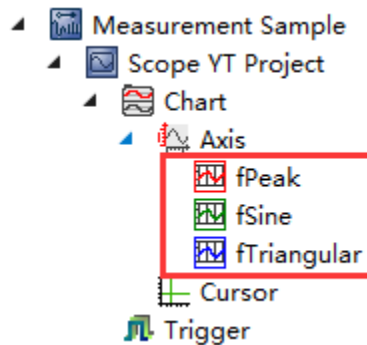 Measurement Sample
Scope YT Project
Chart
Axis
fPeak
fSine
fTriangular
Cursor
Trigger